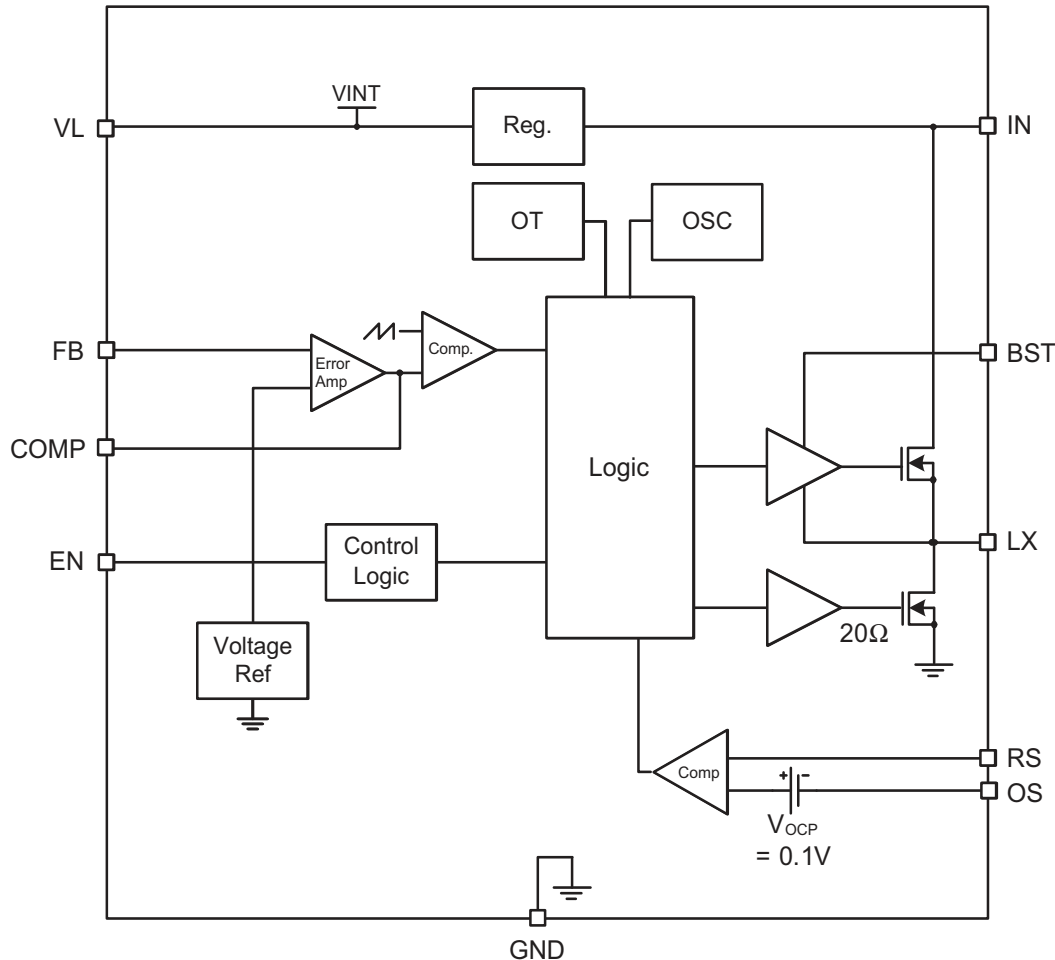 VINT
VL
Reg.
IN
OT
OSC
FB
Error
Amp
Comp.
BST
COMP
Logic
EN
Control
Logic
LX
20Ω
Voltage
Ref
Comp
RS
+ -
OS
VOCP
= 0.1V
GND